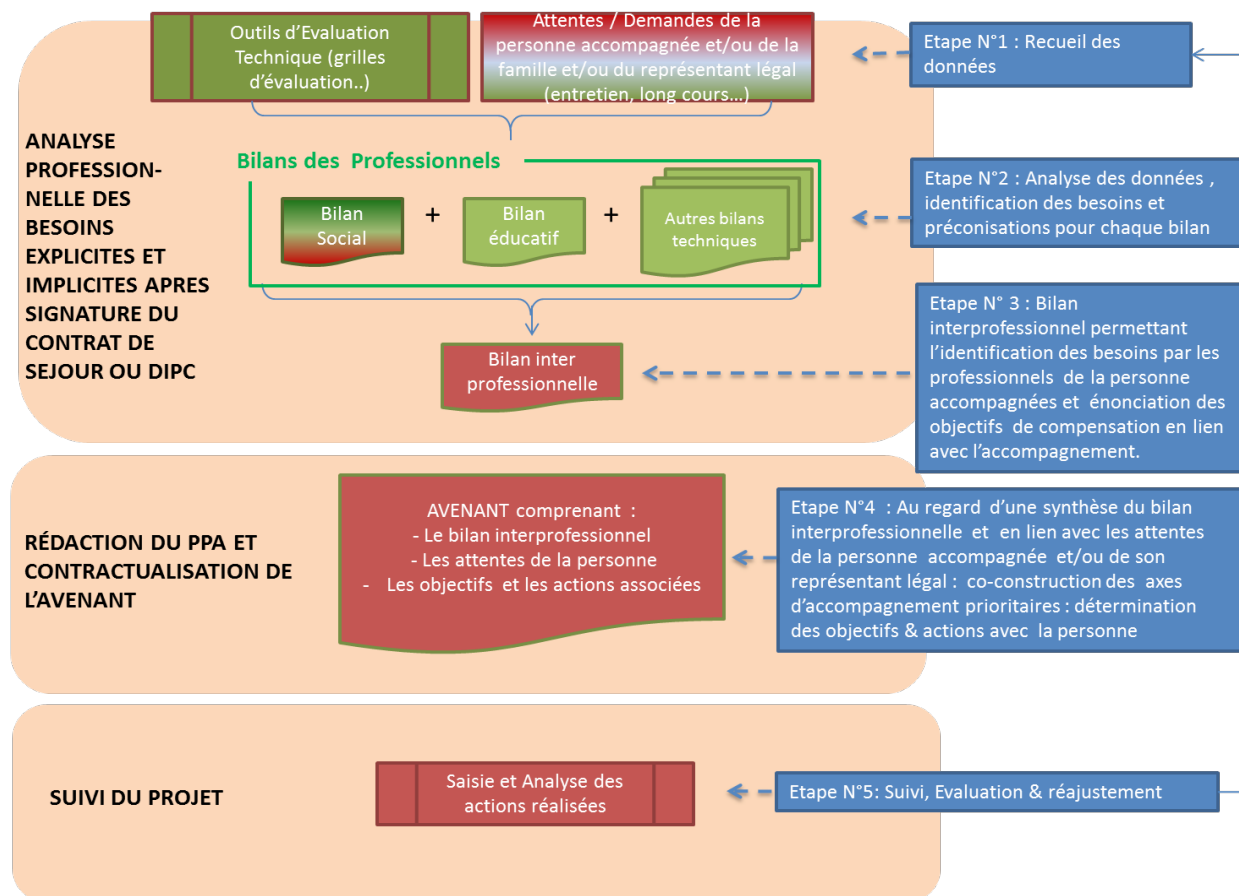 Outils d'Evaluation
Technique (grilles
d'évaluation..)
Attentes / Demandes de la
personne accompagnée et/ou de la
famille et/ou du représentant légal
(entretien, long cours...)
Etape N°1 : Recueil des
données
ANALYSE
PROFESSION-
NELLE DES
BESOINS
EXPLICITES ET
IMPLICITES APRES
SIGNATURE DU
CONTRAT DE
SEJOUR OU DIPC
Bilans des Professionnels
Bilan
Social
+
Bilan
éducatif
+
Autres bilans
techniques
Etape N°2 : Analyse des données ,
identification des besoins et
préconisations pour chaque bilan
Bilan inter
professionnelle
Etape N° 3 : Bilan
interprofessionnel permettant
l'identification des besoins par les
professionnels de la personne
accompagnées et énonciation des
objectifs de compensation en lien
avec l'accompagnement.
RÉDACTION DU PPA ET
CONTRACTUALISATION DE
L'AVENANT
AVENANT comprenant :
- Le bilan interprofessionnel
- Les attentes de la personne
- Les objectifs et les actions associées
Etape N°4 : Au regard d'une synthèse du bilan
interprofessionnelle et en lien avec les attentes
de la personne accompagnée et/ou de son
représentant légal : co-construction des axes
d'accompagnement prioritaires : détermination
des objectifs & actions avec la personne
SUIVI DU PROJET
Saisie et Analyse des
actions réalisées
Etape N°5: Suivi, Evaluation & réajustement